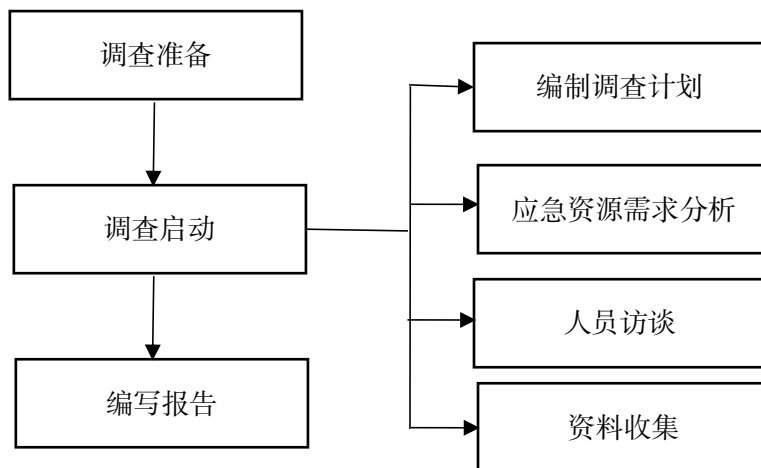 调查准备
编制调查计划
应急资源需求分析
调查启动
人员访谈
编写报告
资料收集